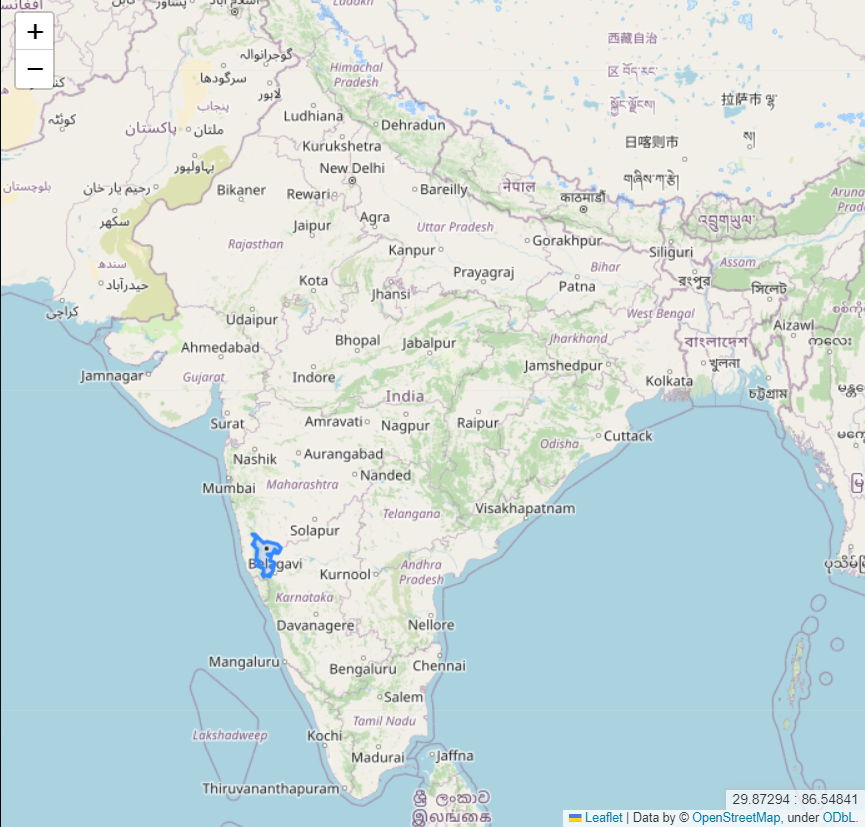 +
−
Ladakh
گوجرانوالہ
西藏自治
سرگودھا
Himachal
Pradesh
区 བོད་རང་
拉萨市
لاہور
پنجاب
Ludhiana
کوئٹہ
Dehradun
پاکستان
ملتان
日喀则市
Kurukshetra
New Delhi
بہاولپور
رحیم یار خان
بلوچستان
Bikaner
Rewari
Bareilly
नेपाल
काठमाडौँ
سکھر
Jaipur
Agra
Uttar Pradesh
འབྲུགཡུལ་
Rajasthan
Kanpur
Gorakhpur
Siliguri
سندھ
Assam
Bihar
Prayagraj
حیدرآباد
Kota
Jhansi
Patna
রংপুর
সিলেট
کراچی
Udaipur
West Bengal
Aizawl
Ahmedabad
Bhopal
Jabalpur
Jharkhand
বাংলাদেশ
ကလေး
Jamnagar
Gujarat
Indore
Jamshedpur
খুলনা
Kolkata
India
চট্টগ্রাম
Surat
Amravati
Nagpur
Raipur
Cuttack
Odisha
Nashik
Aurangabad
Nanded
Mumbai
Maharashtra
Telangana
Visakhapatnam
Solapur
Belagavi
Kurnool
Andhra
Pradesh
Karnataka
Davanagere
Nellore
Mangaluru
Bengaluru
Chennai
Salem
Tamil Nadu
Lakshadweep
Kochi
Madurai
Jaffna
Thiruvananthapuram
ශ්‍රී ලංකාව
இலங்கை
29.87294 : 86.54841
Leaflet | Data by © OpenStreetMap, under ODbL.